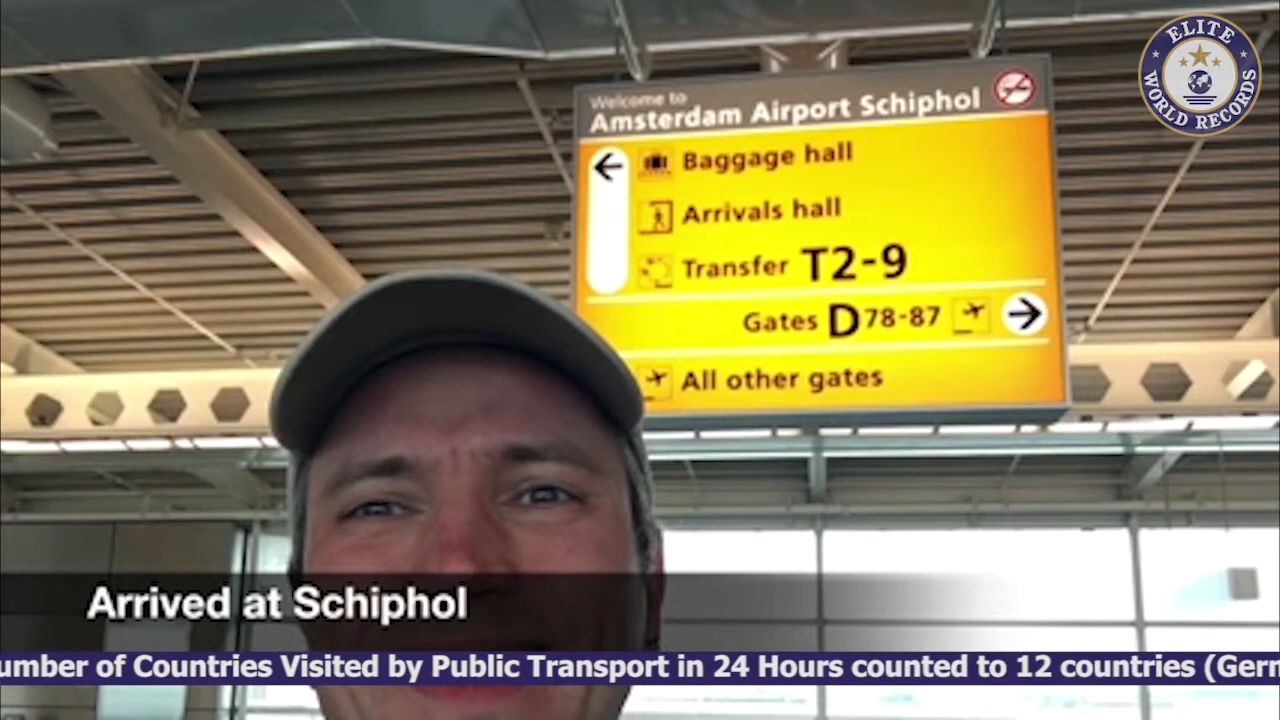 ELITE
WORLD RECORDS
Welcome to
Amsterdam Airport Schiphol
Baggage hall
Arrivals hall
Transfer T2-9
Gates D78-87
All other gates
Arrived at Schiphol
umber of Countries Visited by Public Transport in 24 Hours counted to 12 countries (Gern